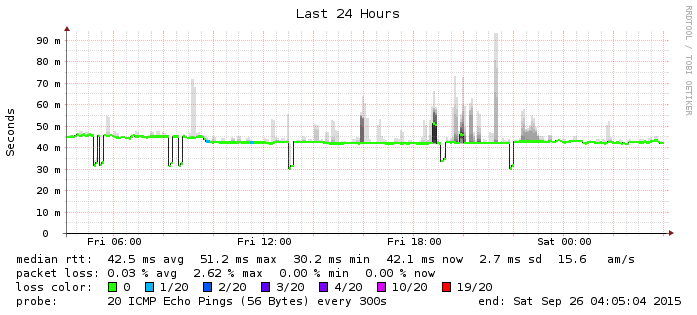 Last 24 Hours
RRDTOOL / TOBI OETIKER
Seconds
90 m
80 m
70 m
60 m
50 m
40 m
30 m
20 m
10 m
0
Fri 06:00 Fri 12:00 Fri 18:00 Sat 00:00
median rtt: 42.5 ms avg 51.2 ms max 30.2 ms min 42.1 ms now 2.7 ms sd 15.6 am/s
packet loss: 0.03 % avg 2.62 % max 0.00 % min 0.00 % now
loss color: 0 1/20 2/20 3/20 4/20 10/20 19/20
probe: 20 ICMP Echo Pings (56 Bytes) every 300s end: Sat Sep 26 04:05:04 2015